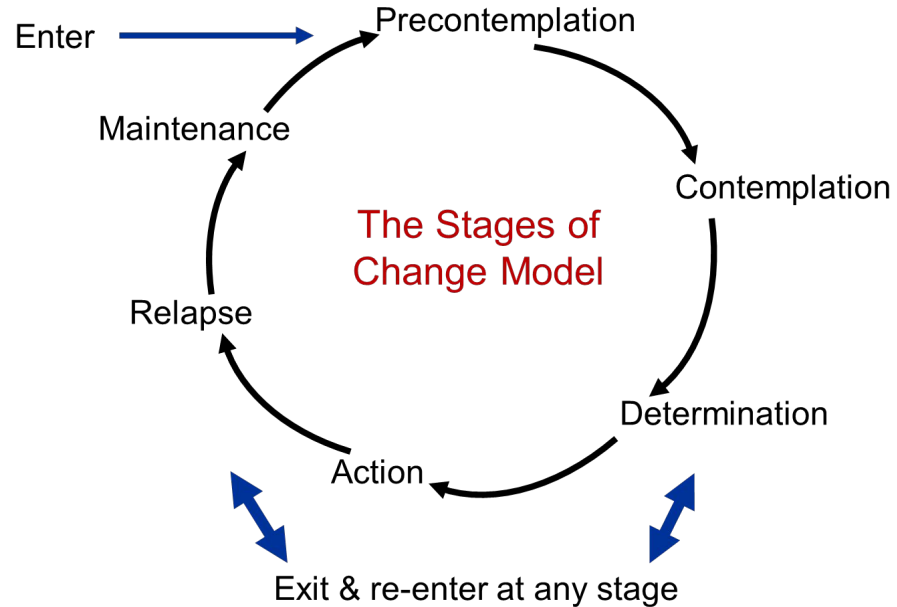 Enter
Precontemplation
Maintenance
Contemplation
The Stages of
Change Model
Relapse
Determination
Action
Exit & re-enter at any stage